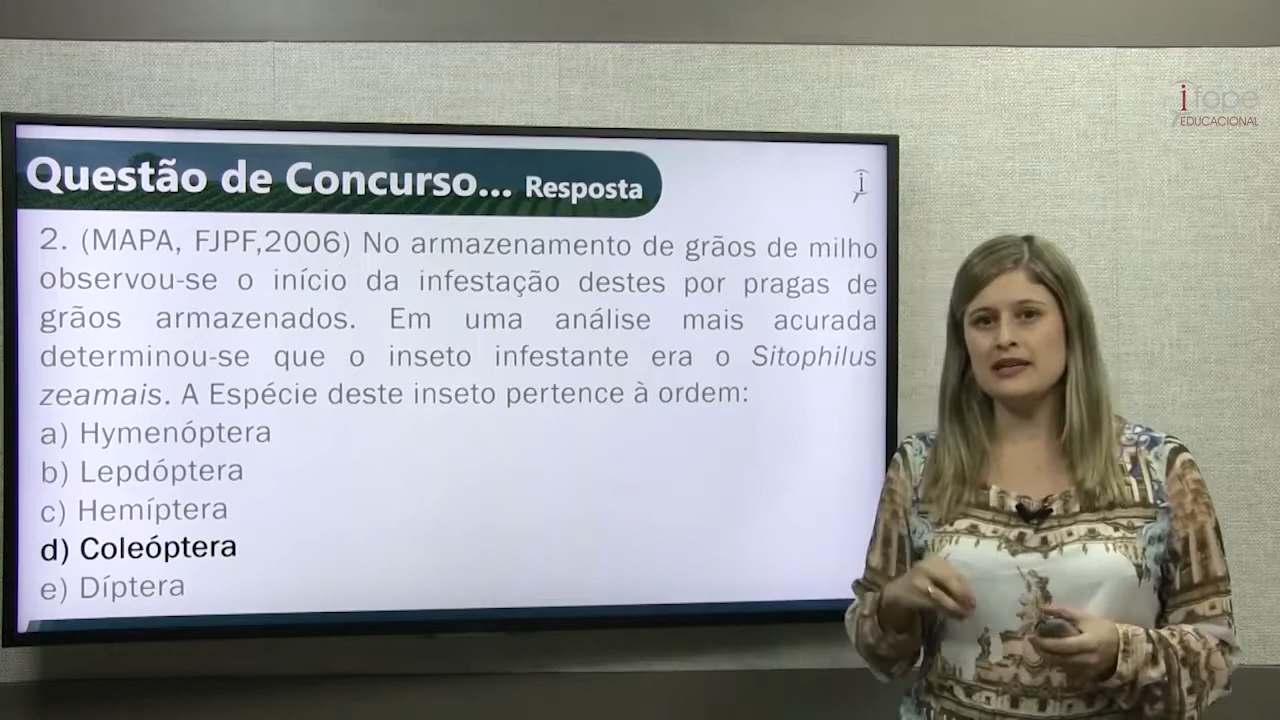 ifope
EDUCACIONAL
Questão de Concurso... Resposta
2. (MAPA, FJPF,2006) No armazenamento de grãos de milho
observou-se o início da infestação destes por pragas de
grãos armazenados. Em uma análise mais acurada
determinou-se que o inseto infestante era o Sitophilus
zeamais. A Espécie deste inseto pertence à ordem:
a) Hymenóptera
b) Lepdóptera
c) Hemíptera
d) Coleóptera
e) Díptera